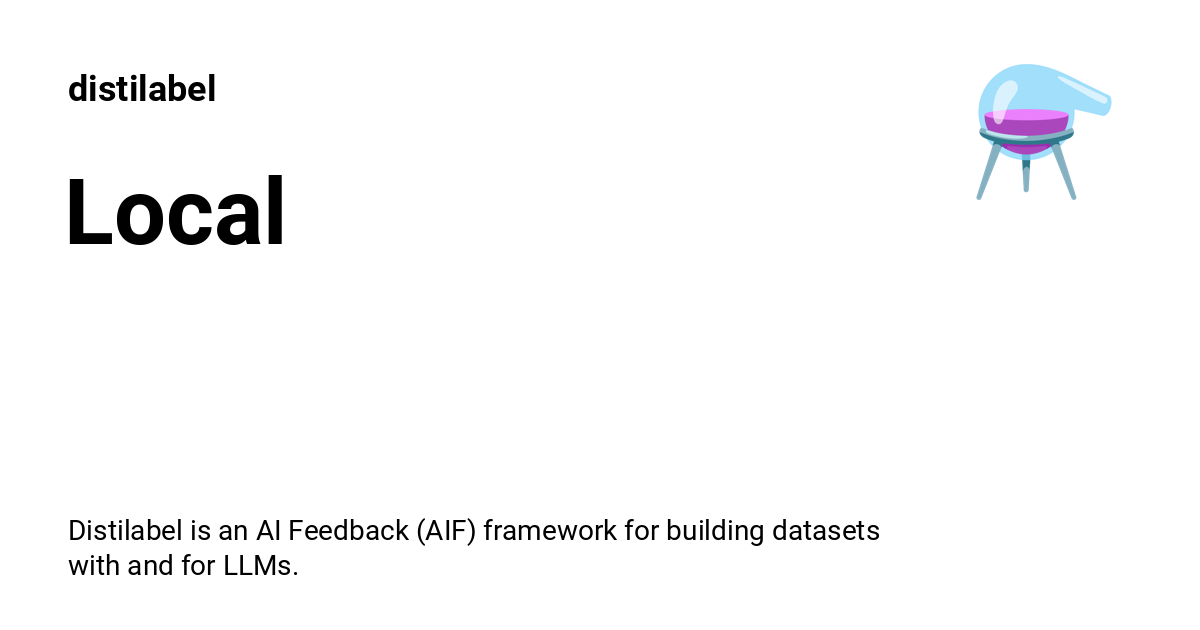 distilabel
Local
Distilabel is an AI Feedback (AIF) framework for building datasets
with and for LLMs.